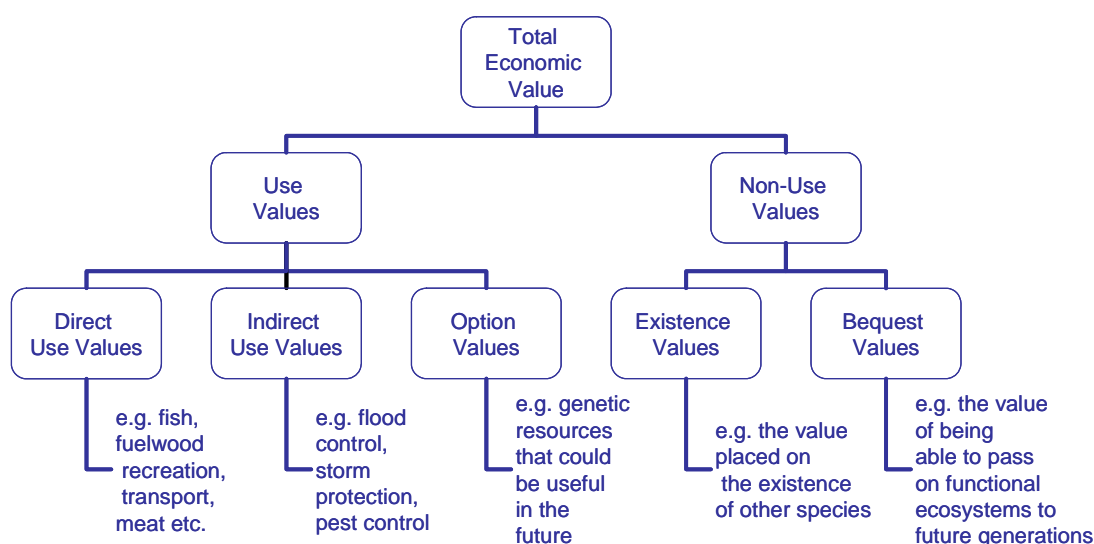 Total
Economic
Value
Use
Values
Non-Use
Values
Direct
Use Values
Indirect
Use Values
Option
Values
Existence
Values
Bequest
Values
e.g. fish,
fuelwood
recreation,
transport,
meat etc.
e.g. flood
control,
storm
protection,
pest control
e.g. genetic
resources
that could
be useful
in the
future
e.g. the value
placed on
the existence
of other species
e.g. the value
of being
able to pass
on functional
ecosystems to
future generations